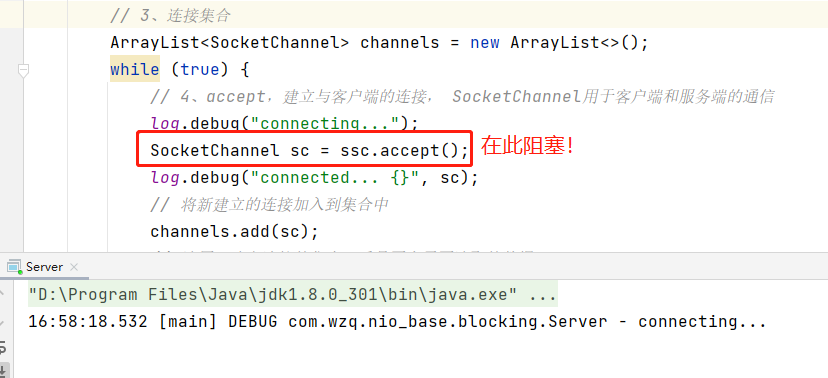 // 3、连接集合
ArrayList<SocketChannel> channels = new ArrayList<>();
while (true) {
// 4、accept，建立与客户端的连接， SocketChannel用于客户端和服务端的通信
log.debug("connecting...");
SocketChannel sc = ssc.accept(); 在此阻塞!
log.debug("connected... {}", sc);
// 将新建立的连接加入到集合中
channels.add(sc);
Server ×
"D:\Program Files\Java\jdk1.8.0_301\bin\java.exe" ...
16:58:18.532 [main] DEBUG com.wzq.nio_base.blocking.Server - connecting...